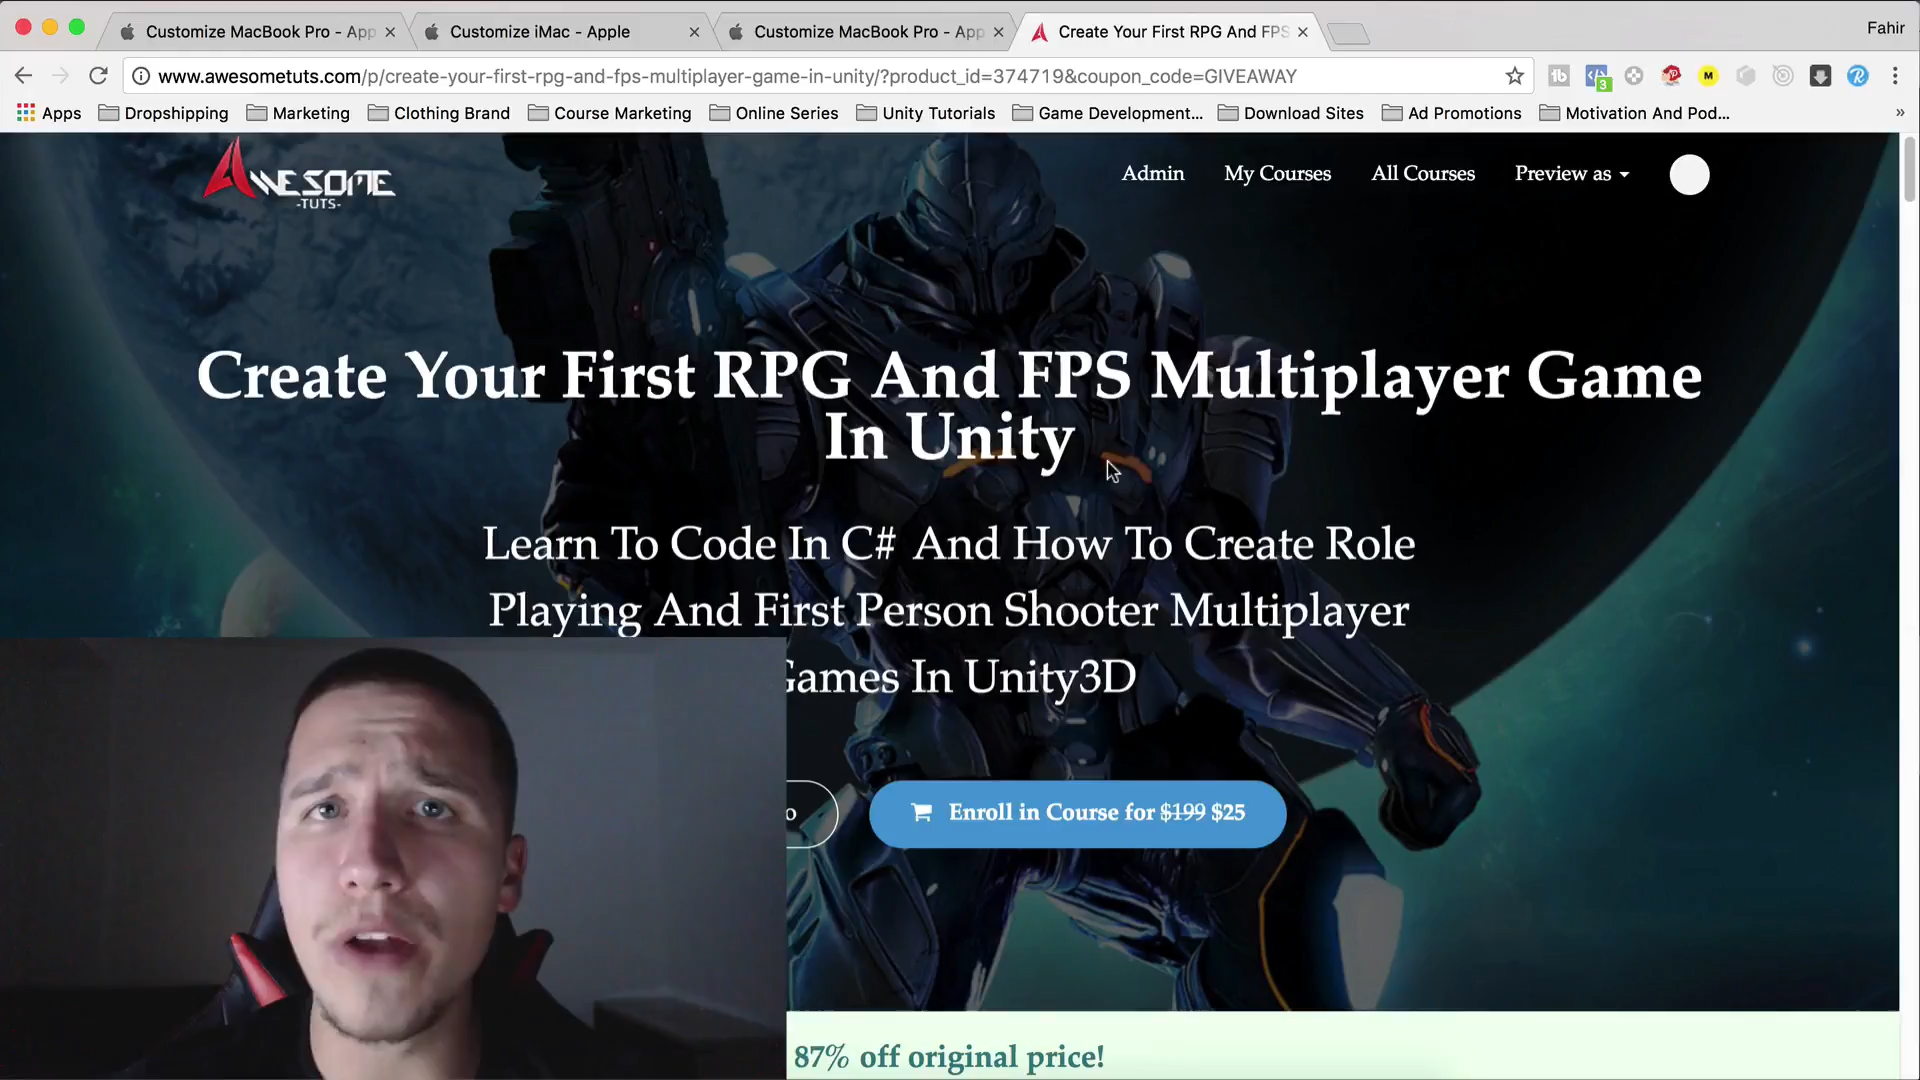 Customize MacBook Pro - App
Customize iMac - Apple
Customize MacBook Pro - App
Create Your First RPG And FPS
Fahir
www.awesometuts.com/p/create-your-first-rpg-and-fps-multiplayer-game-in-unity/?product_id=374719&coupon_code=GIVEAWAY
Apps
Dropshipping
Marketing
Clothing Brand
Course Marketing
Online Series
Unity Tutorials
Game Development...
Download Sites
Ad Promotions
Motivation And Pod...
AWESOME
-TUTS-
Admin
My Courses
All Courses
Preview as
Create Your First RPG And FPS Multiplayer Game
In Unity
Learn To Code In C# And How To Create Role
Playing And First Person Shooter Multiplayer
Games In Unity3D
o
Enroll in Course for $199 $25
87% off original price!